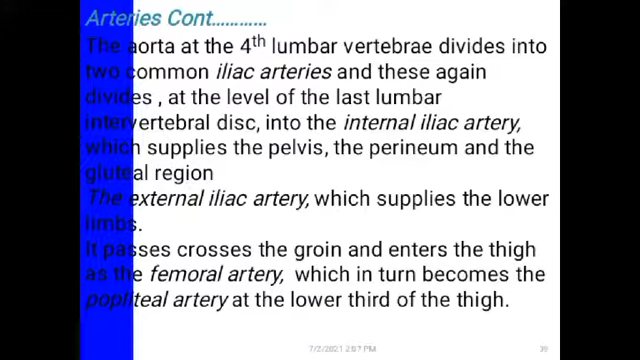 Arteries Cont…………
The aorta at the 4th lumbar vertebrae divides into
two common iliac arteries and these again
divides , at the level of the last lumbar
intervertebral disc, into the internal iliac artery,
which supplies the pelvis, the perineum and the
gluteal region
The external iliac artery, which supplies the lower
limbs.
It passes crosses the groin and enters the thigh
as the femoral artery, which in turn becomes the
popliteal artery at the lower third of the thigh.
7/2/2021 2:07 PM
39